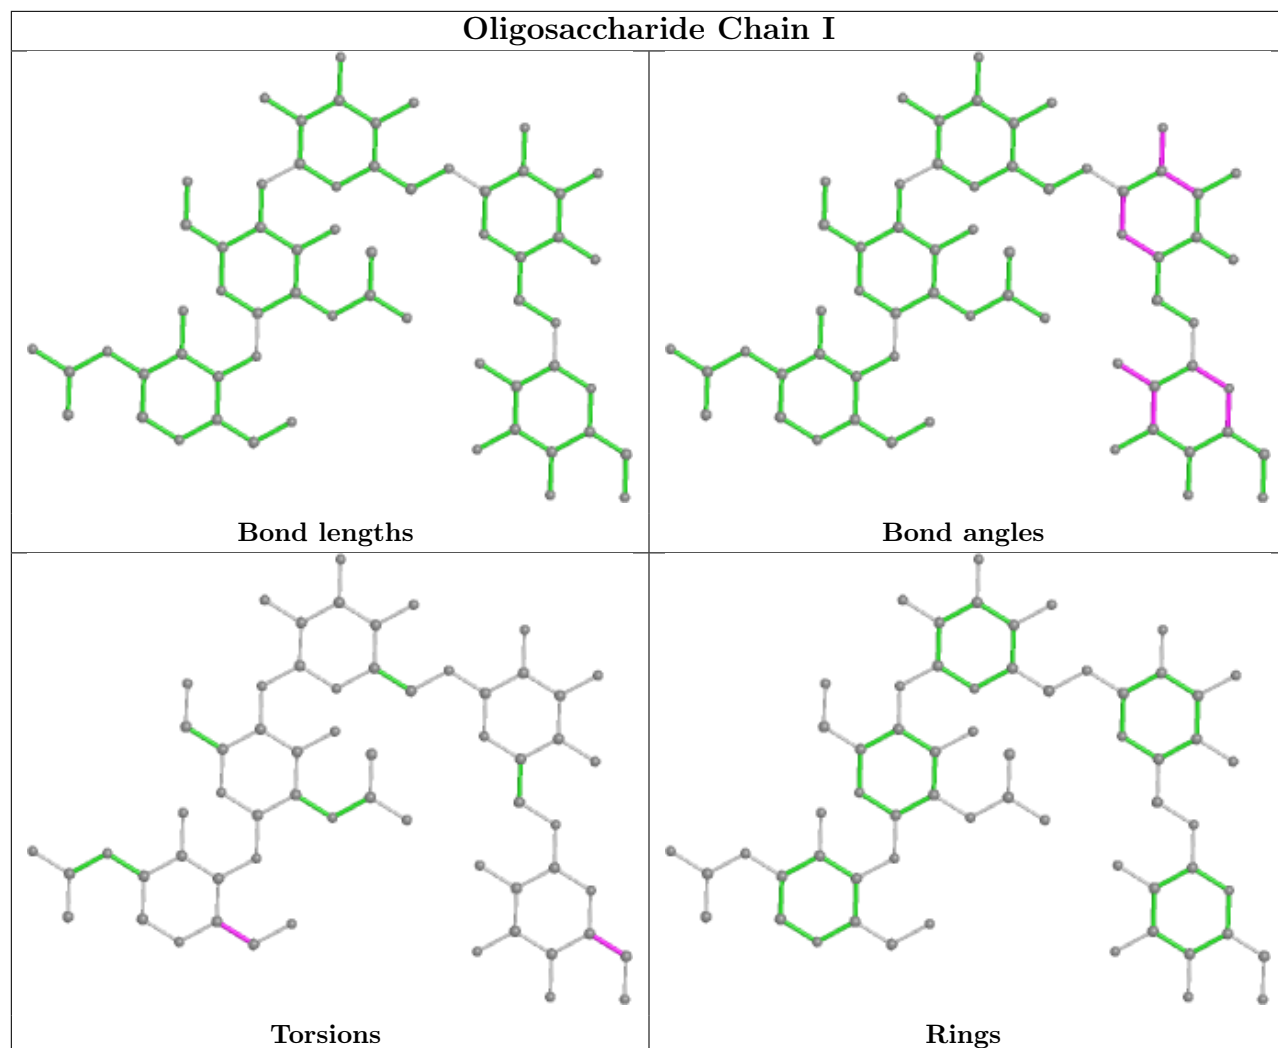 Oligosaccharide Chain I
Bond lengths
Bond angles
Torsions
Rings